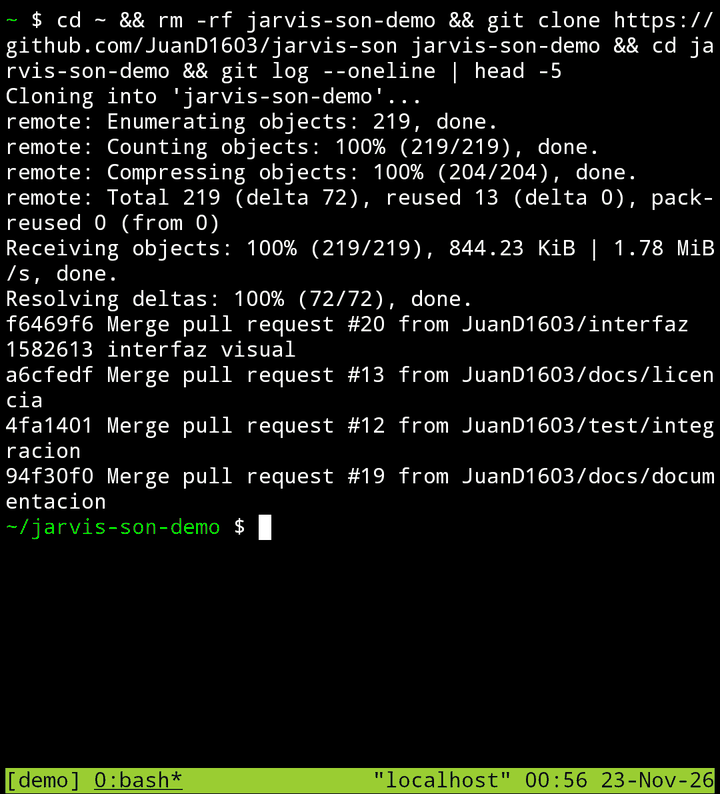 ~ $ cd ~ && rm -rf jarvis-son-demo && git clone https://
github.com/JuanD1603/jarvis-son jarvis-son-demo && cd ja
rvis-son-demo && git log --oneline | head -5
Cloning into 'jarvis-son-demo'...
remote: Enumerating objects: 219, done.
remote: Counting objects: 100% (219/219), done.
remote: Compressing objects: 100% (204/204), done.
remote: Total 219 (delta 72), reused 13 (delta 0), pack-
reused 0 (from 0)
Receiving objects: 100% (219/219), 844.23 KiB | 1.78 MiB
/s, done.
Resolving deltas: 100% (72/72), done.
f6469f6 Merge pull request #20 from JuanD1603/interfaz
1582613 interfaz visual
a6cfedf Merge pull request #13 from JuanD1603/docs/licen
cia
4fa1401 Merge pull request #12 from JuanD1603/test/integ
racion
94f30f0 Merge pull request #19 from JuanD1603/docs/docum
entacion
~/jarvis-son-demo $
[demo] 0:bash* "localhost" 00:56 23-Nov-26